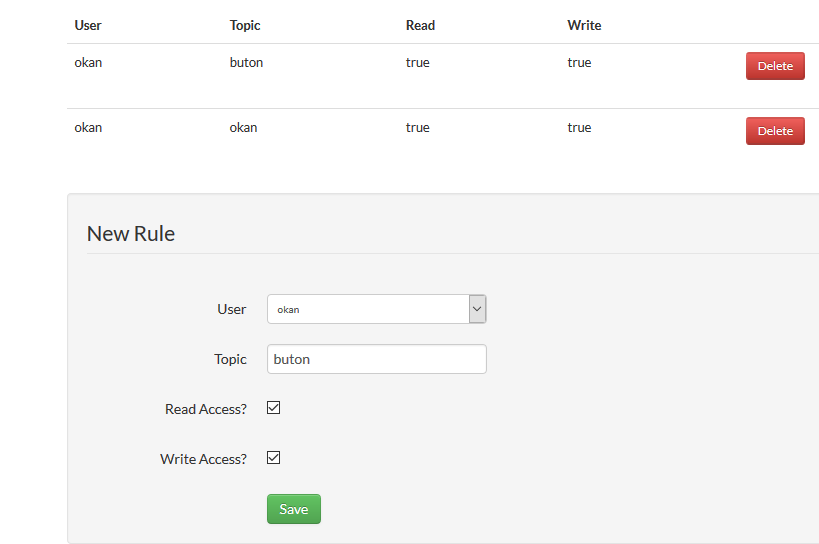 User Topic Read Write
okan buton true true Delete
okan okan true true Delete
New Rule
User okan
Topic buton
Read Access?
Write Access?
Save